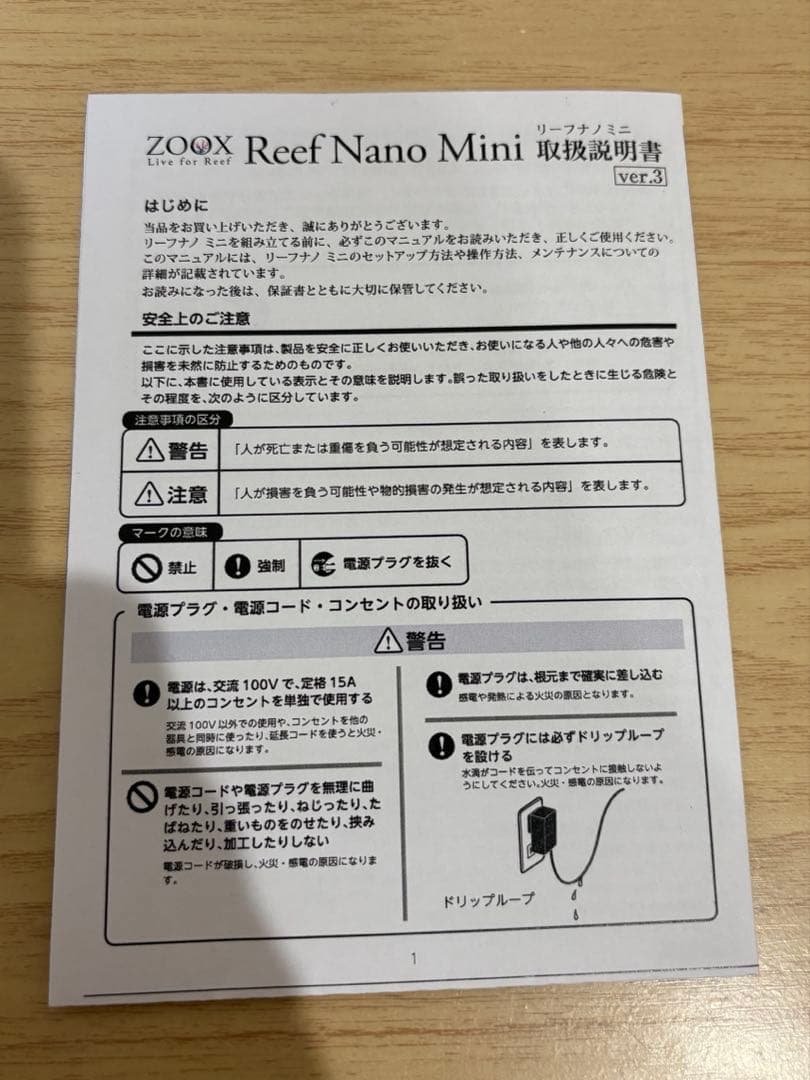 ZOOX
Live for Reef
Reef Nano Mini
リーフナノミニ
取扱説明書
ver.3
はじめに
当品をお買い上げいただき、誠にありがとうございます。
リーフナノ ミニを組み立てる前に、必ずこのマニュアルをお読みいただき、正しくご使用ください。
このマニュアルには、リーフナノ ミニのセットアップ方法や操作方法、メンテナンスについての
詳細が記載されています。
お読みになった後は、保証書とともに大切に保管してください。
安全上のご注意
ここに示した注意事項は、製品を安全に正しくお使いいただき、お使いになる人や他の人々への危害や
損害を未然に防止するためのものです。
以下に、本書に使用している表示とその意味を説明します。誤った取り扱いをしたときに生じる危険と
その程度を、次のように区分しています。
注意事項の区分
警告
「人が死亡または重傷を負う可能性が想定される内容」を表します。
注意
「人が損害を負う可能性や物的損害の発生が想定される内容」を表します。
マークの意味
禁止
強制
電源プラグを抜く
電源プラグ・電源コード・コンセントの取り扱い
警告
電源は、交流100Vで、定格15A
以上のコンセントを単独で使用する
交流100V以外での使用や、コンセントを他の
器具と同時に使ったり、延長コードを使うと火災・
感電の原因になります。
電源コードや電源プラグを無理に曲
げたり、引っ張ったり、ねじったり、た
ばねたり、重いものをのせたり、挟み
込んだり、加工したりしない
電源コードが破損し、火災・感電の原因になりま
す。
電源プラグは、根元まで確実に差し込む
感電や発熱による火災の原因となります。
電源プラグには必ずドリップループ
を設ける
水滴がコードを伝ってコンセントに接触しないよ
うにしてください。火災・感電の原因になります。
ドリップループ
1